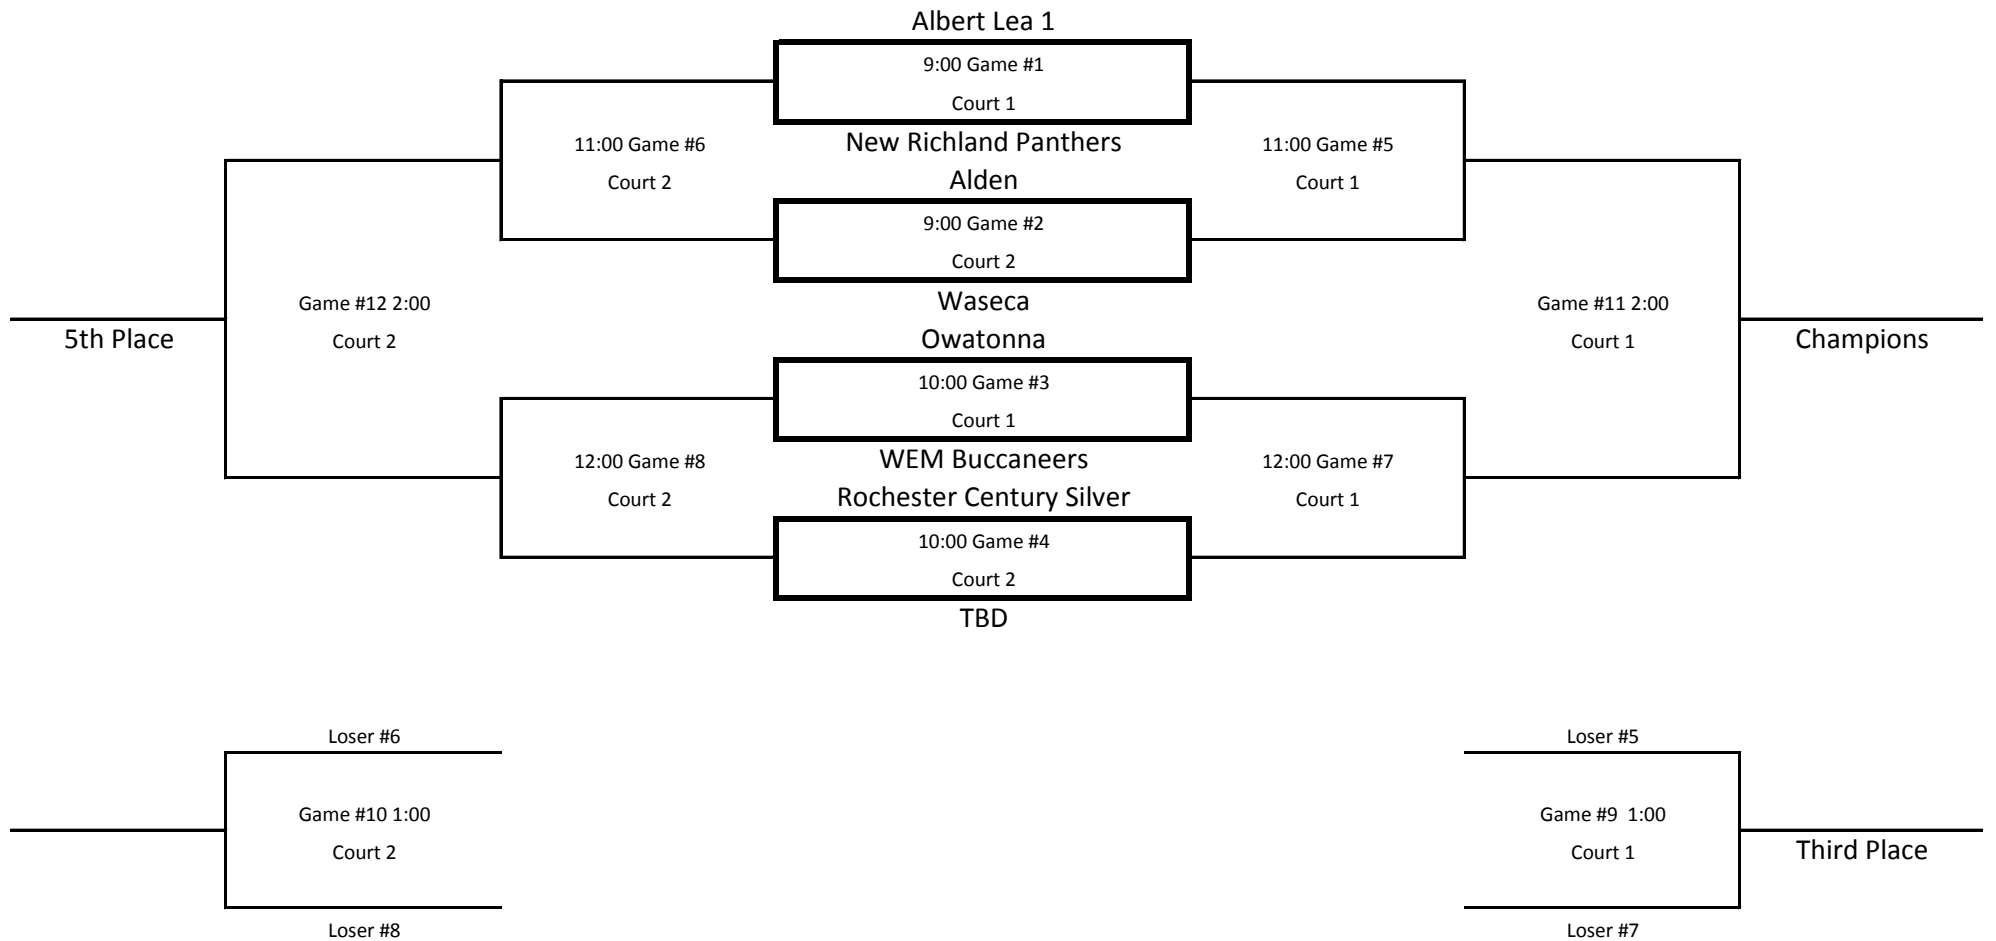 Albert Lea 1
9:00 Game #1
Court 1
New Richland Panthers
11:00 Game #6
Court 2
11:00 Game #5
Court 1
Alden
9:00 Game #2
Court 2
Waseca
Game #12 2:00
Court 2
5th Place
Game #11 2:00
Court 1
Champions
Owatonna
10:00 Game #3
Court 1
WEM Buccaneers
12:00 Game #8
Court 2
12:00 Game #7
Court 1
Rochester Century Silver
10:00 Game #4
Court 2
TBD
Loser #6
Game #10 1:00
Court 2
Loser #8
Loser #5
Game #9  1:00
Court 1
Third Place
Loser #7